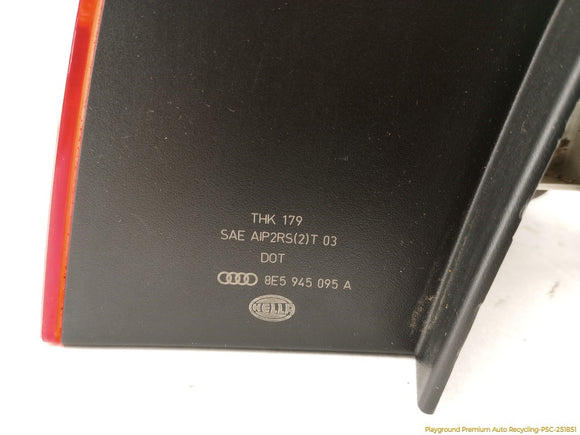 THK 179
SAE AIP2RS(2)T 03
DOT
8E5 945 095 A
HELLA
Playground Premium Auto Recycling-PSC-251851